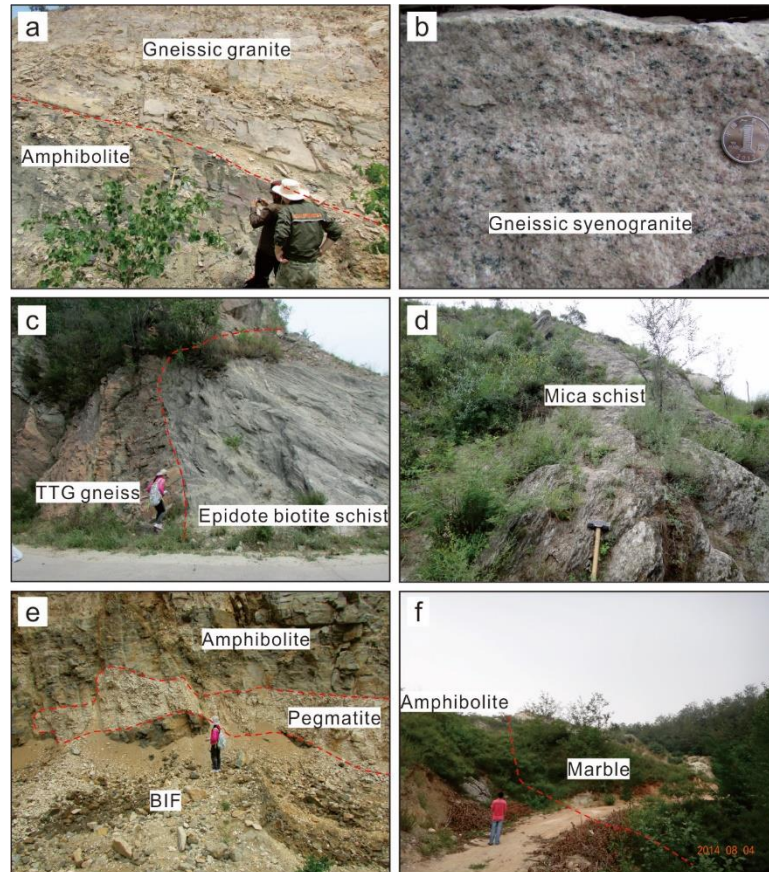 a
Gneissic granite
Amphibolite
b
1
Gneissic syenogranite
c
TTG gneiss
Epidote biotite schist
d
Mica schist
e
Amphibolite
Pegmatite
BIF
f
Amphibolite
Marble
2014 08 04